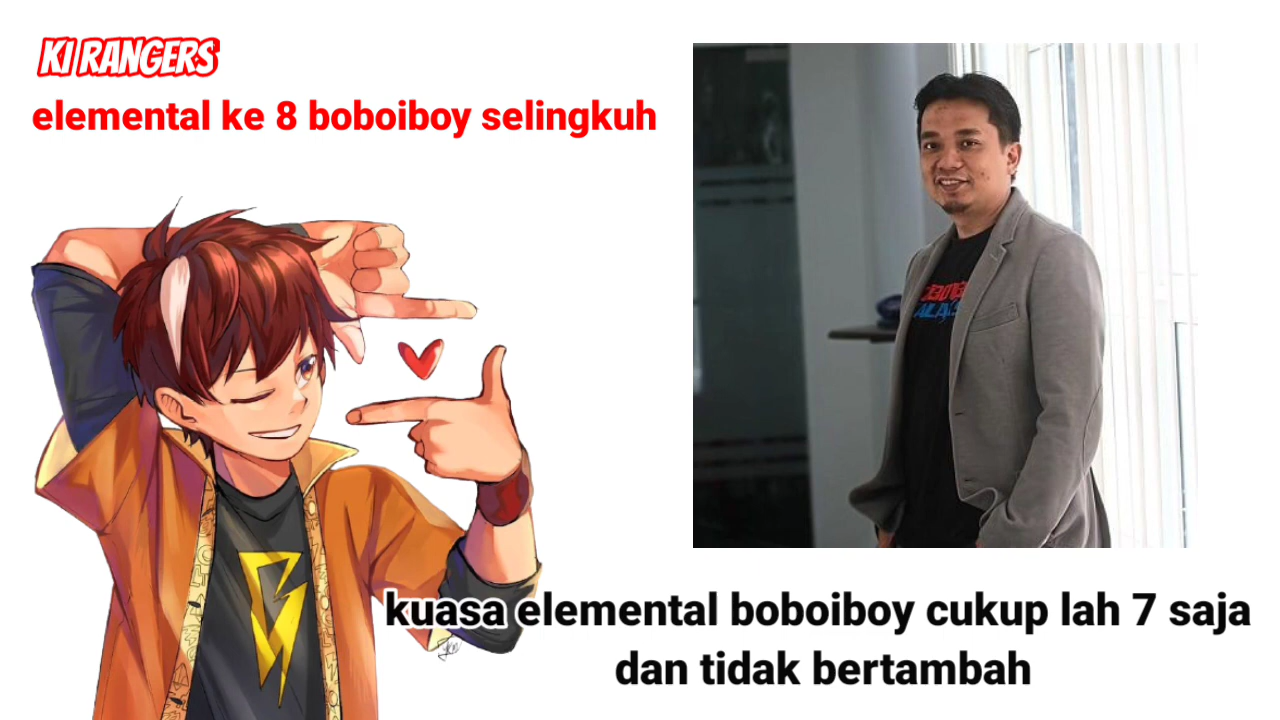 KI RANGERS
elemental ke 8 boboiboy selingkuh
kuasa elemental boboiboy cukup lah 7 saja
dan tidak bertambah